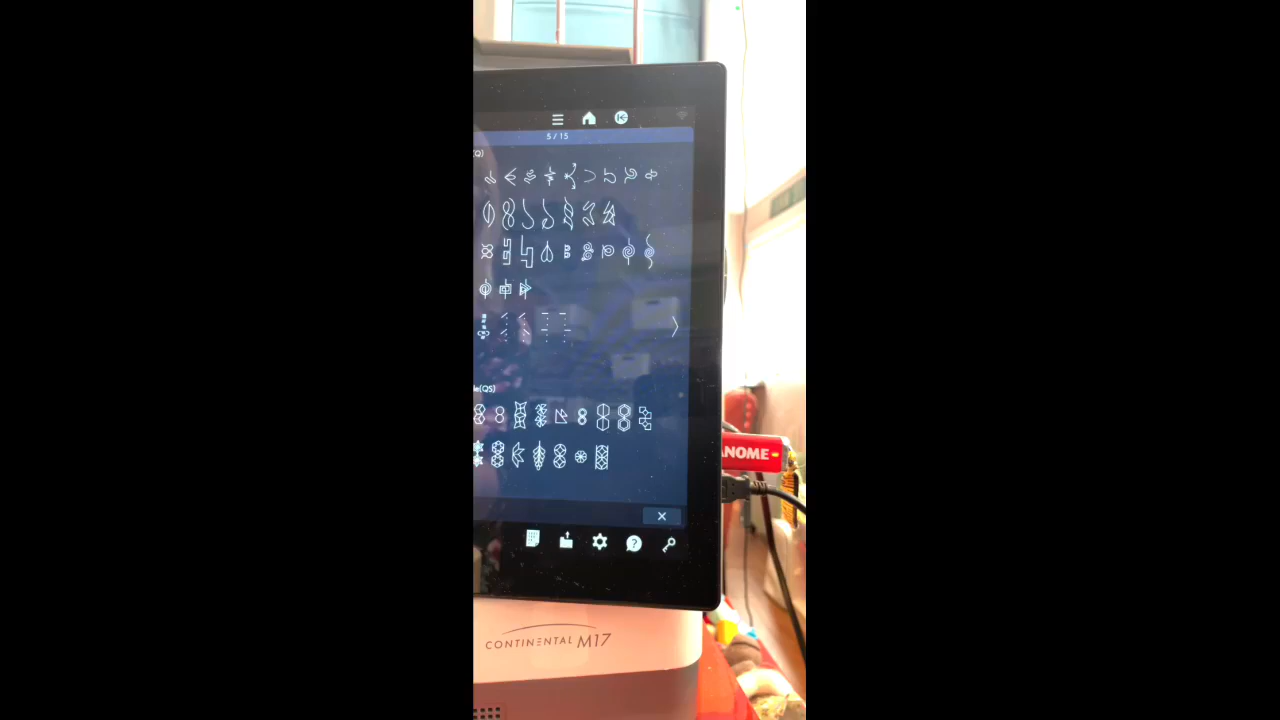 5 / 15
(Q)
le(QS)
?
ANOME
CONTINENTAL M17